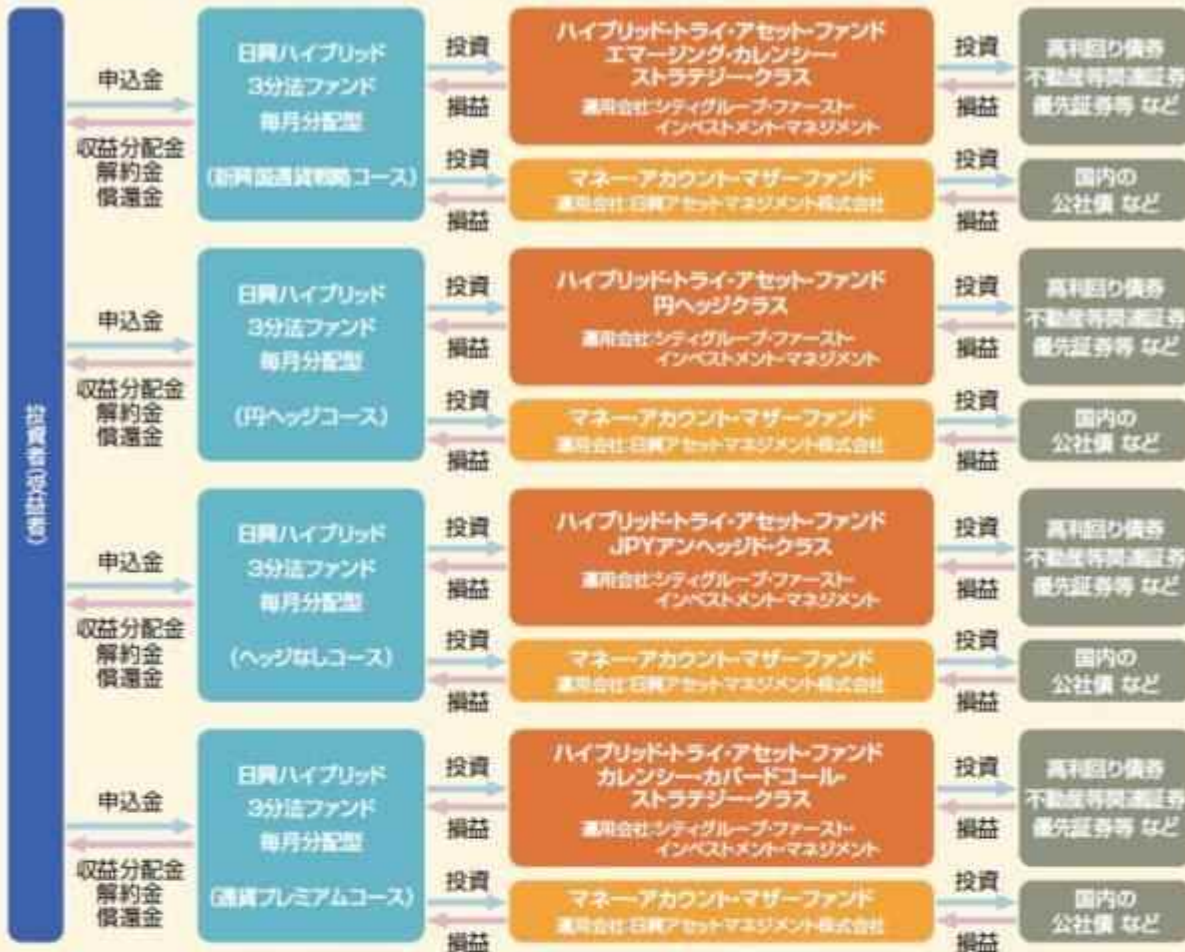 投資者(受益者)
申込金
収益分配金
解約金
償還金
日興ハイブリッド
3分法ファンド
毎月分配型
(新興国通貨戦略コース)
投資
損益
ハイブリッド・トライ・アセット・ファンド
エマージング・カレンシー・
ストラテジー・クラス
運用会社:シティグループ・ファースト・
インベストメント・マネジメント
投資
損益
高利回り債券
不動産等関連証券
優先証券等 など
投資
損益
マネー・アカウント・マザーファンド
運用会社:日興アセットマネジメント株式会社
投資
損益
国内の
公社債 など
申込金
収益分配金
解約金
償還金
日興ハイブリッド
3分法ファンド
毎月分配型
(円ヘッジコース)
投資
損益
ハイブリッド・トライ・アセット・ファンド
円ヘッジクラス
運用会社:シティグループ・ファースト・
インベストメント・マネジメント
投資
損益
高利回り債券
不動産等関連証券
優先証券等 など
投資
損益
マネー・アカウント・マザーファンド
運用会社:日興アセットマネジメント株式会社
投資
損益
国内の
公社債 など
申込金
収益分配金
解約金
償還金
日興ハイブリッド
3分法ファンド
毎月分配型
(ヘッジなしコース)
投資
損益
ハイブリッド・トライ・アセット・ファンド
JPYアンヘッジド・クラス
運用会社:シティグループ・ファースト・
インベストメント・マネジメント
投資
損益
高利回り債券
不動産等関連証券
優先証券等 など
投資
損益
マネー・アカウント・マザーファンド
運用会社:日興アセットマネジメント株式会社
投資
損益
国内の
公社債 など
申込金
収益分配金
解約金
償還金
日興ハイブリッド
3分法ファンド
毎月分配型
(通貨プレミアムコース)
投資
損益
ハイブリッド・トライ・アセット・ファンド
カレンシー・カバードコール・
ストラテジー・クラス
運用会社:シティグループ・ファースト・
インベストメント・マネジメント
投資
損益
高利回り債券
不動産等関連証券
優先証券等 など
投資
損益
マネー・アカウント・マザーファンド
運用会社:日興アセットマネジメント株式会社
投資
損益
国内の
公社債 など